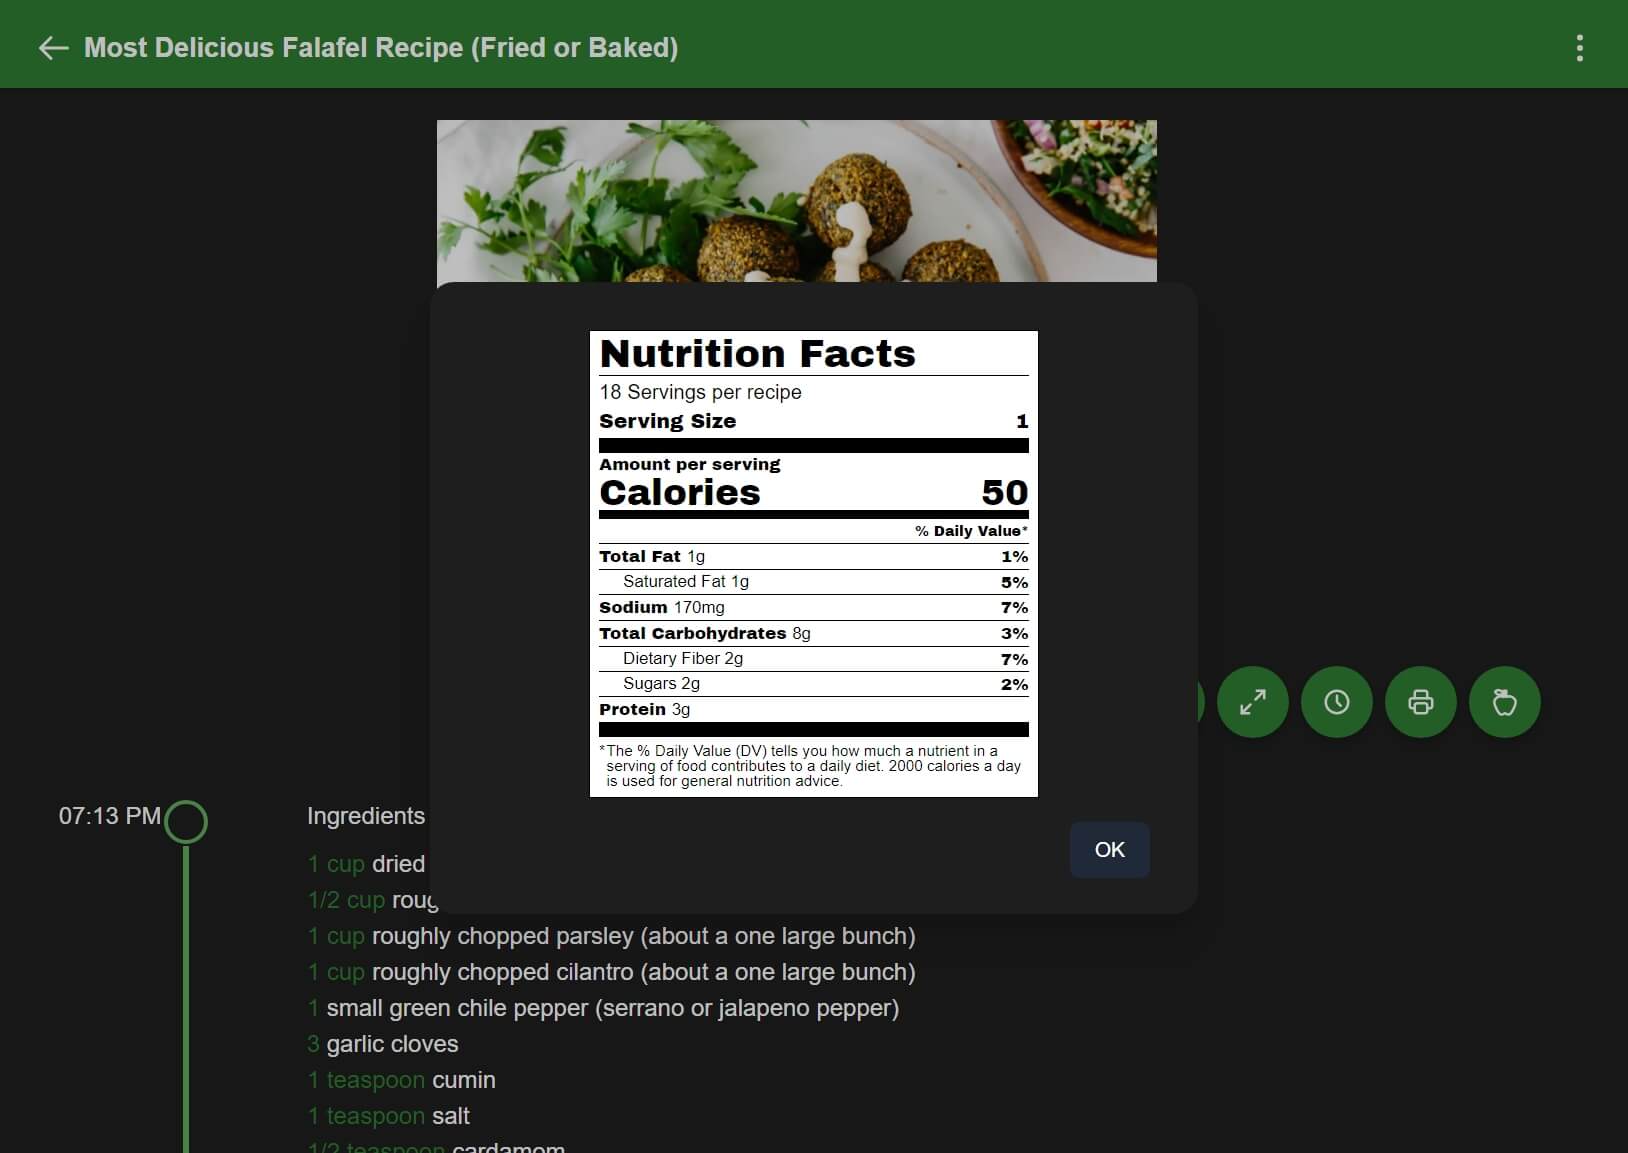 Most Delicious Falafel Recipe (Fried or Baked)
Nutrition Facts
18 Servings per recipe
Serving Size 1
Amount per serving
Calories 50
% Daily Value*
Total Fat 1g 1%
Saturated Fat 1g 5%
Sodium 170mg 7%
Total Carbohydrates 8g 3%
Dietary Fiber 2g 7%
Sugars 2g 2%
Protein 3g
*The % Daily Value (DV) tells you how much a nutrient in a
serving of food contributes to a daily diet. 2000 calories a day
is used for general nutrition advice.
OK
07:13 PM
Ingredients
1 cup dried
1/2 cup
1 cup roughly chopped parsley (about a one large bunch)
1 cup roughly chopped cilantro (about a one large bunch)
1 small green chile pepper (serrano or jalapeno pepper)
3 garlic cloves
1 teaspoon cumin
1 teaspoon salt
1/2 teaspoon cardamom